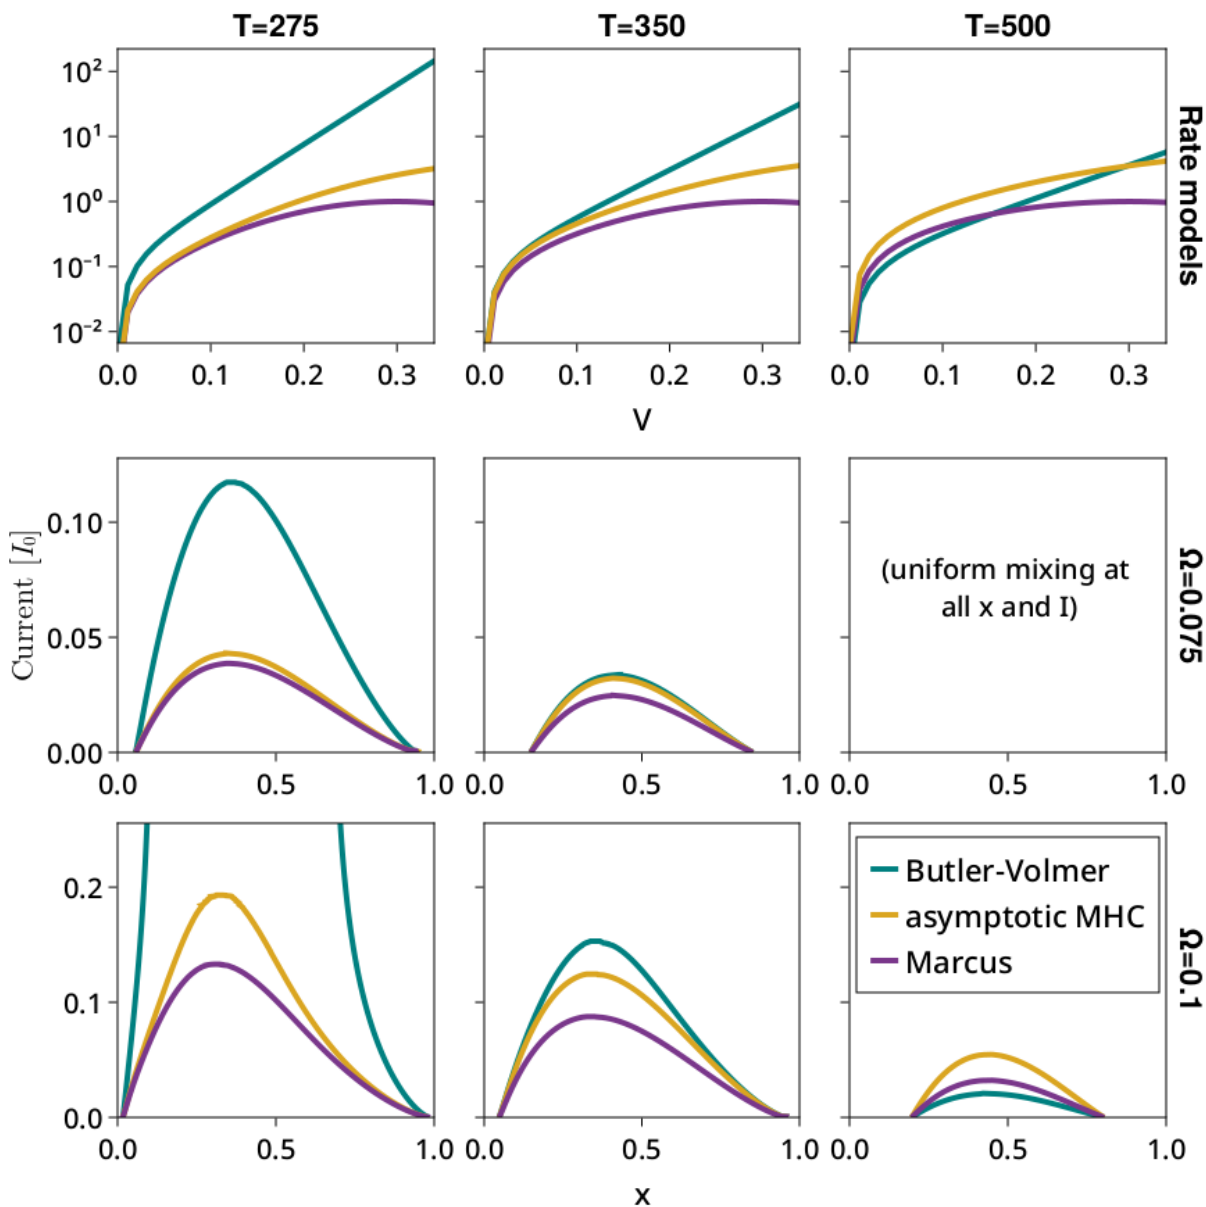 T=275 T=350 T=500
10²
10¹
10⁰
10⁻¹
10⁻²
0.0 0.1 0.2 0.3 0.0 0.1 0.2 0.3 0.0 0.1 0.2 0.3
V
Rate models
Current [I₀]
0.10
0.05
0.00
0.0 0.5 1.0 0.0 0.5 1.0 0.0 0.5 1.0
(uniform mixing at
all x and I)
Ω=0.075
0.2
0.1
0.0
0.0 0.5 1.0 0.0 0.5 1.0 0.0 0.5 1.0
x
Butler-Volmer
asymptotic MHC
Marcus
Ω=0.1